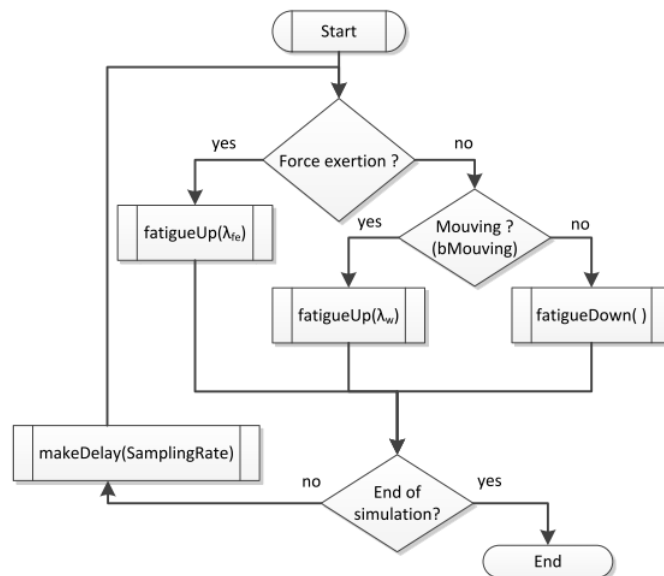 Start
Force exertion ?
yes
no
fatigueUp(λfe)
Mouving ?
(bMouving)
yes
no
fatigueUp(λw)
fatigueDown( )
makeDelay(SamplingRate)
no
End of
simulation?
yes
End